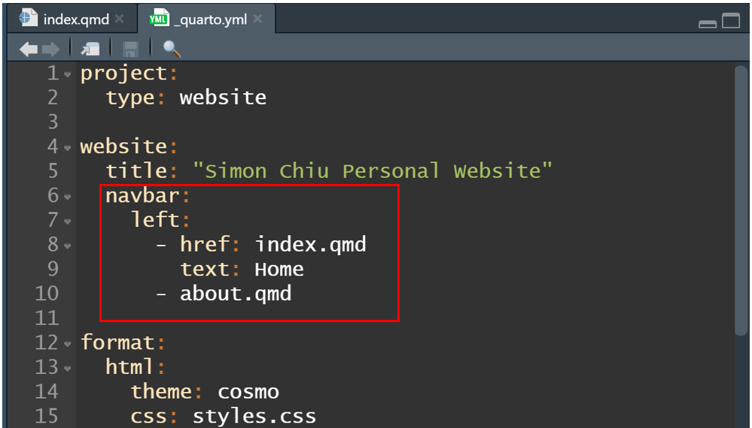 index.qmd
YML _quarto.yml
1 project:
2   type: website
3
4 website:
5   title: "Simon Chiu Personal Website"
6   navbar:
7     left:
8       - href: index.qmd
9         text: Home
10       - about.qmd
11
12 format:
13   html:
14     theme: cosmo
15     css: styles.css